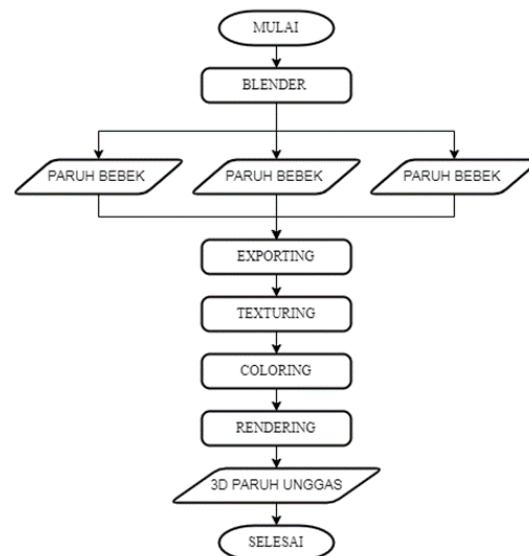 MULAI
BLENDER
PARUH BEBEK
PARUH BEBEK
PARUH BEBEK
EXPORTING
TEXTURING
COLORING
RENDERING
3D PARUH UNGGAS
SELESAI